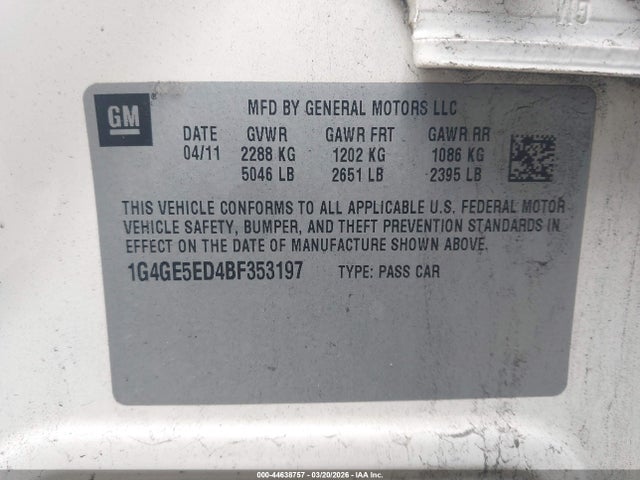 GM
MFD BY GENERAL MOTORS LLC
DATE GVWR GAWR FRT GAWR RR
04/11 2288 KG 1202 KG 1086 KG
5046 LB 2651 LB 2395 LB
THIS VEHICLE CONFORMS TO ALL APPLICABLE U.S. FEDERAL MOTOR
VEHICLE SAFETY, BUMPER, AND THEFT PREVENTION STANDARDS IN
EFFECT ON THE DATE OF MANUFACTURE SHOWN ABOVE.
1G4GE5ED4BF353197 TYPE: PASS CAR
000-44638757 - 03/20/2026 - IAA Inc.